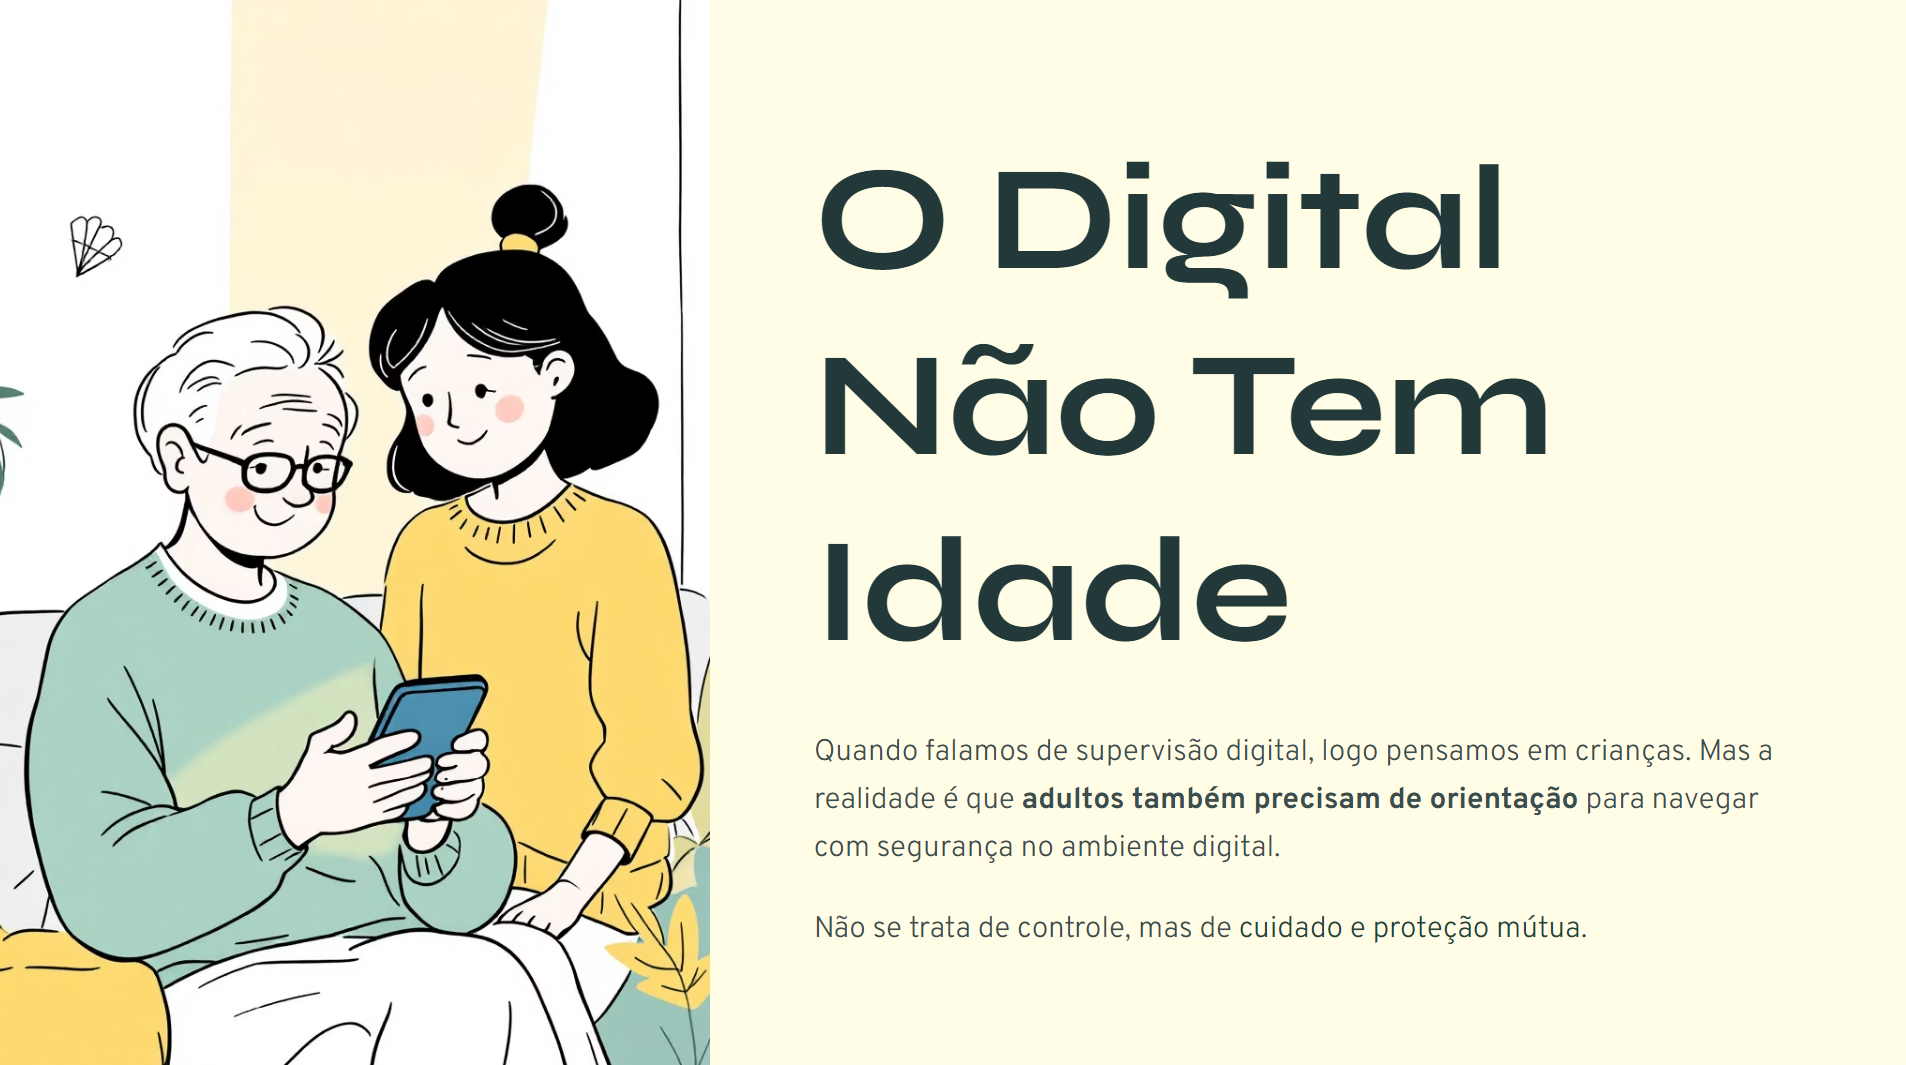 O Digital
Não Tem
Idade
Quando falamos de supervisão digital, logo pensamos em crianças. Mas a
realidade é que adultos também precisam de orientação para navegar
com segurança no ambiente digital.
Não se trata de controle, mas de cuidado e proteção mútua.